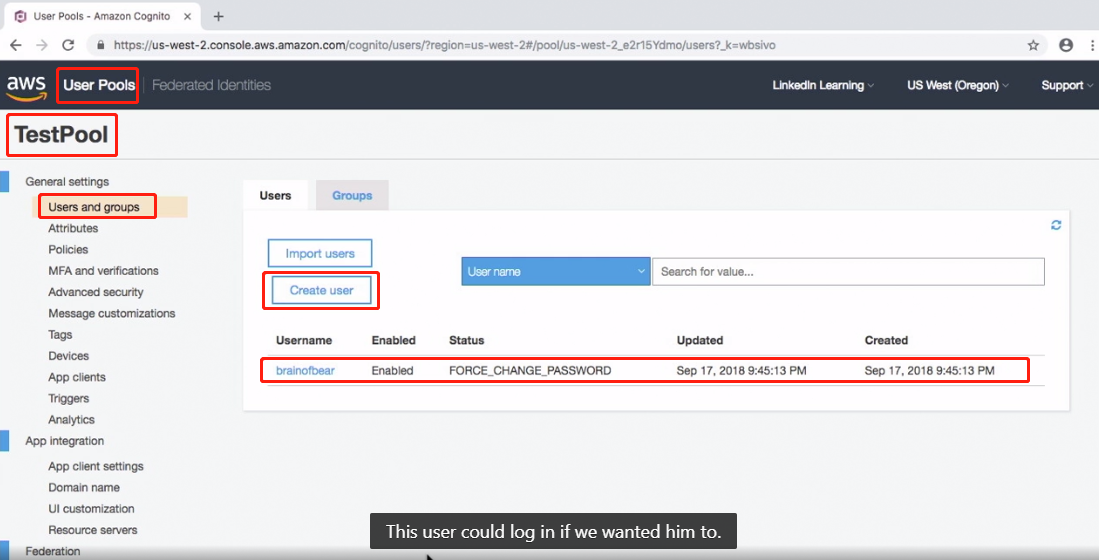 User Pools - Amazon Cognito
https://us-west-2.console.aws.amazon.com/cognito/users/?region=us-west-2#/pool/us-west-2_e2r15Ydmo/users?_k=wbsivo
aws User Pools Federated Identities LinkedIn Learning US West (Oregon) Support
TestPool
General settings
Users and groups
Attributes
Policies
MFA and verifications
Advanced security
Message customizations
Tags
Devices
App clients
Triggers
Analytics
App integration
App client settings
Domain name
UI customization
Resource servers
Federation
Users Groups
Import users
Create user
User name Search for value...
Username Enabled Status Updated Created
brainofbear Enabled FORCE_CHANGE_PASSWORD Sep 17, 2018 9:45:13 PM Sep 17, 2018 9:45:13 PM
This user could log in if we wanted him to.